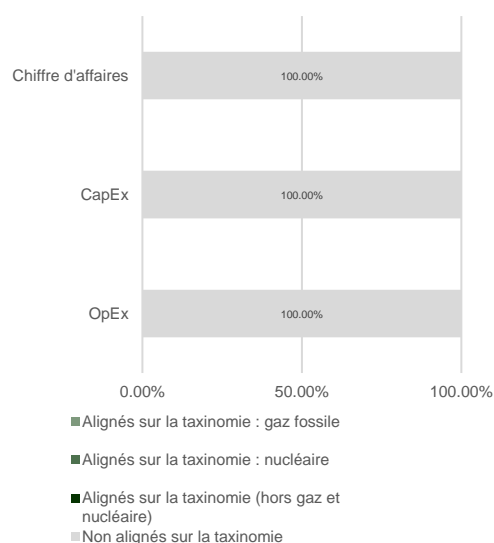 Chiffre d'affaires
100.00%
CapEx
100.00%
OpEx
100.00%
0.00% 50.00% 100.00%
Alignés sur la taxinomie : gaz fossile
Alignés sur la taxinomie : nucléaire
Alignés sur la taxinomie (hors gaz et
nucléaire)
Non alignés sur la taxinomie